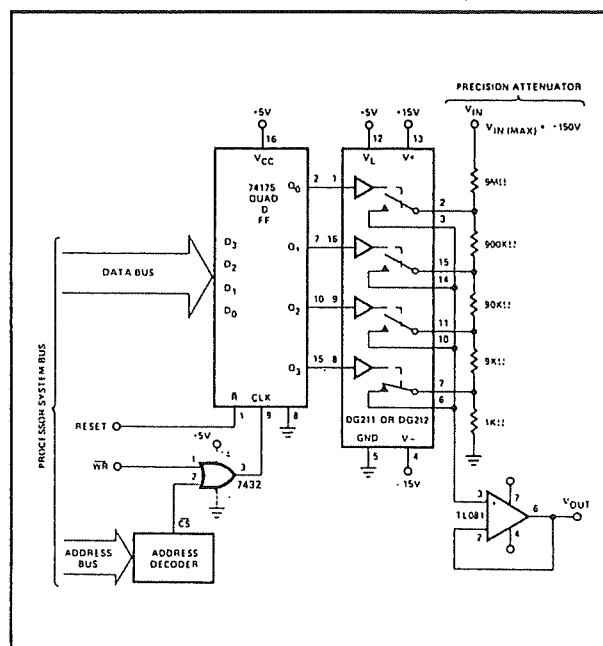 PRECISION ATTENUATOR
VIN
VIN (MAX) = ±150V
+5V
16
VCC
74175
QUAD
D
FF
D3
D2
D1
D0
Q0
Q1
Q2
Q3
2 1
7 16
10 9
15 8
R
CLK
1
9
8
+5V
12
VL
+15V
13
V+
2
3
15
14
11
10
7
6
DG211 OR DG212
GND
V-
5
4
- 15V
9MΩ
900KΩ
90KΩ
9KΩ
1KΩ
DATA BUS
PROCESSOR SYSTEM BUS
RESET
WR
+5V
14
1
2
3
7432
CS
ADDRESS
BUS
ADDRESS
DECODER
3
2
TL081
7
4
6
VOUT